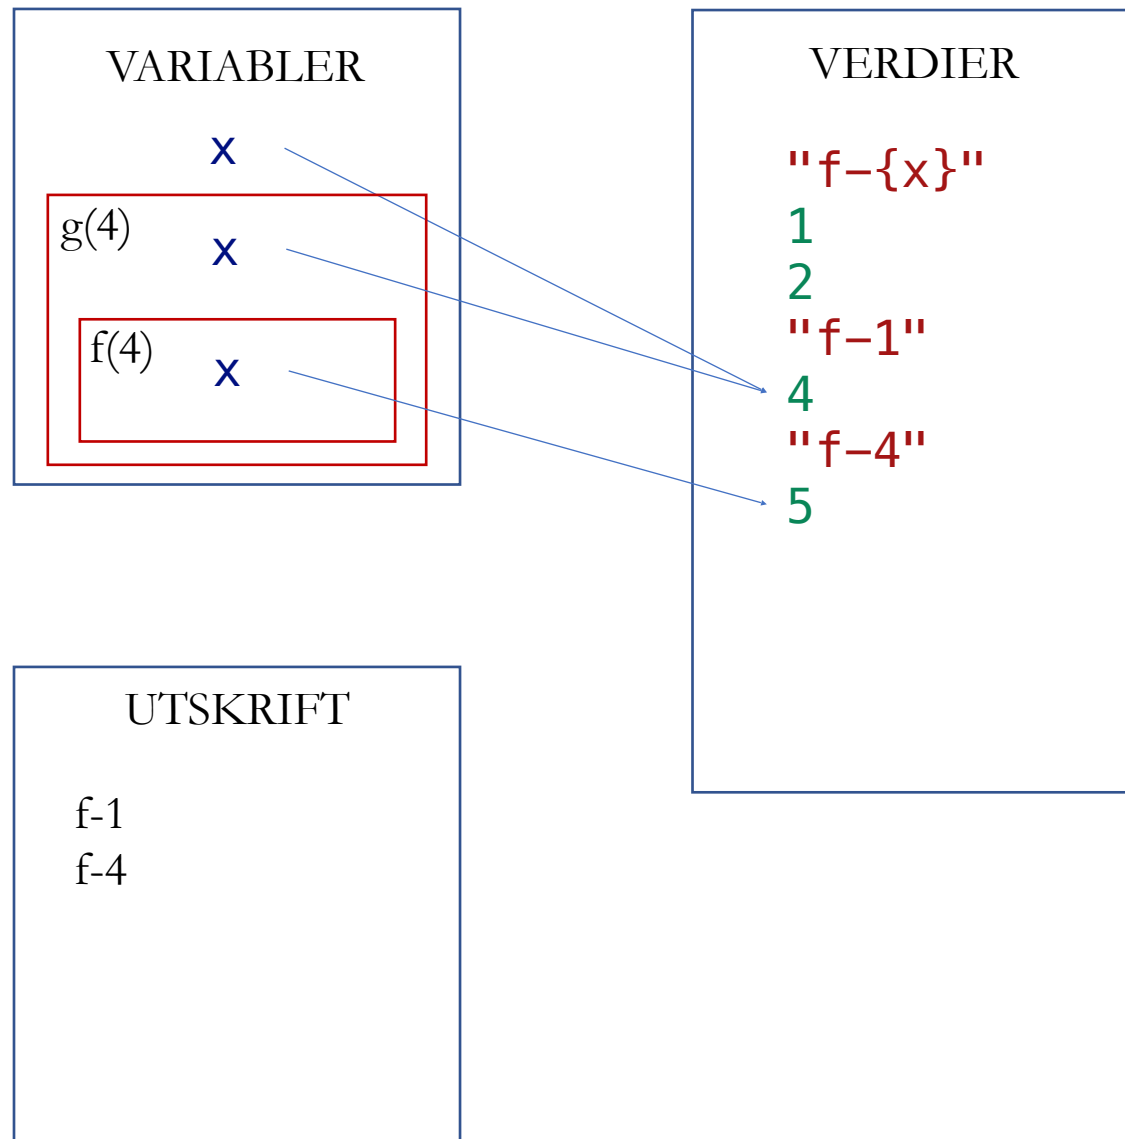 VARIABLER
x
g(4)
x
f(4)
x
VERDIER
"f-{x}"
1
2
"f-1"
4
"f-4"
5
UTSKRIFT
f-1
f-4